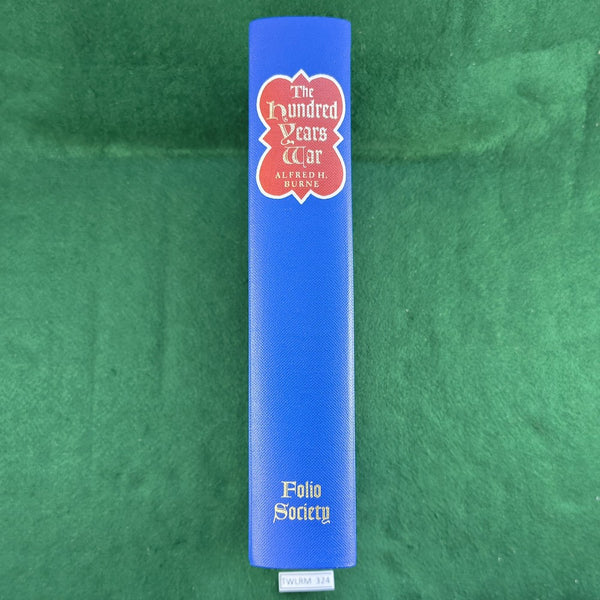 The
Hundred
Years
War
ALFRED H.
BURNE
Folio
Society
TWLRM 324